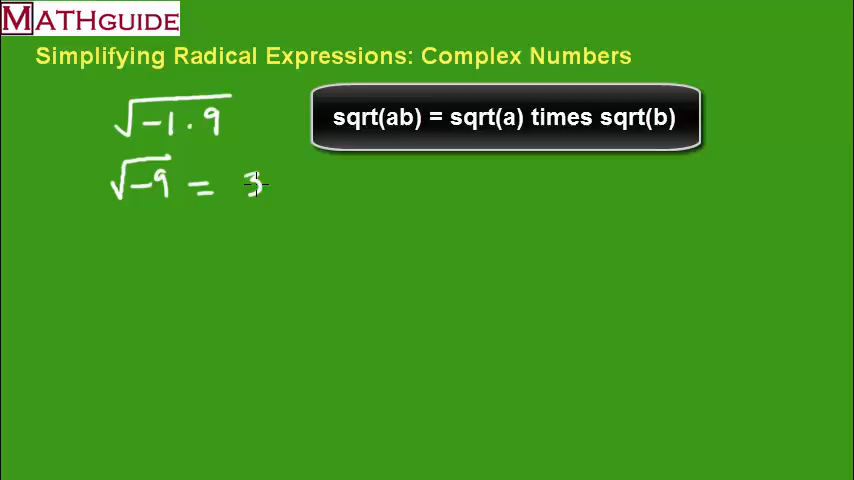 MATHGUIDE
Simplifying Radical Expressions: Complex Numbers
sqrt(ab) = sqrt(a) times sqrt(b)
√-1·9
√-9 = 3